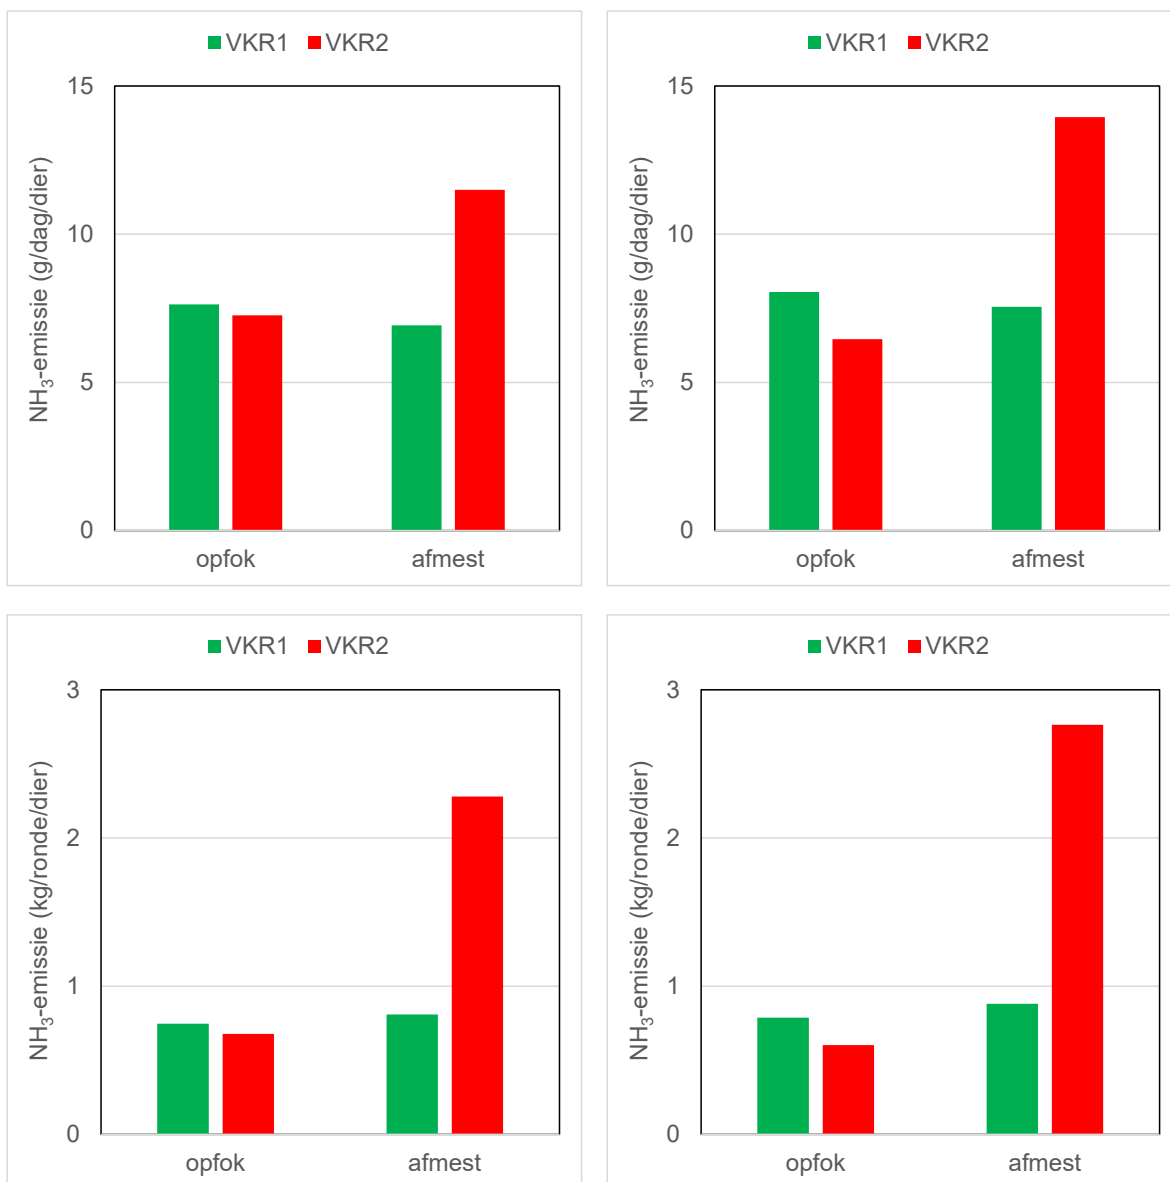 VKR1 VKR2
NH₃-emissie (g/dag/dier)
15
10
5
0
opfok afmest
VKR1 VKR2
NH₃-emissie (g/dag/dier)
15
10
5
0
opfok afmest
VKR1 VKR2
NH₃-emissie (kg/ronde/dier)
3
2
1
0
opfok afmest
VKR1 VKR2
NH₃-emissie (kg/ronde/dier)
3
2
1
0
opfok afmest